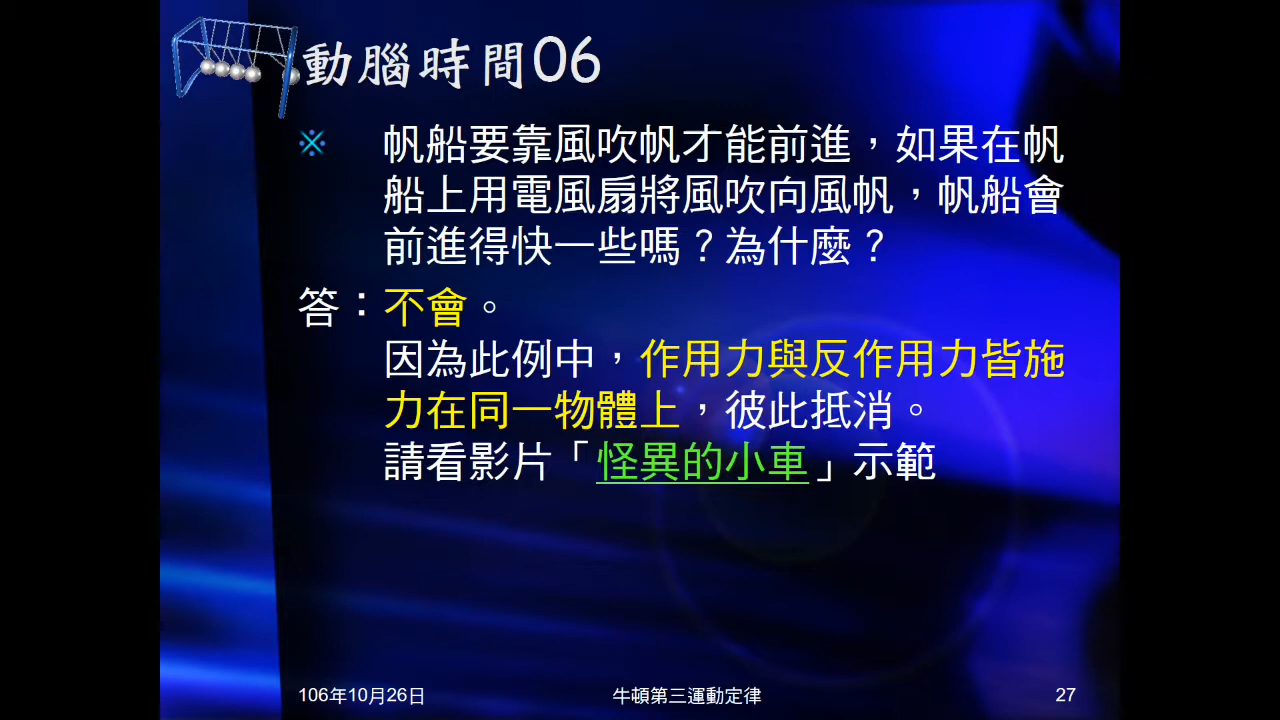 動腦時間06
※ 帆船要靠風吹帆才能前進，如果在帆
船上用電風扇將風吹向風帆，帆船會
前進得快一些嗎？為什麼？
答：不會。
因為此例中，作用力與反作用力皆施
力在同一物體上，彼此抵消。
請看影片「怪異的小車」示範
106年10月26日 牛頓第三運動定律 27